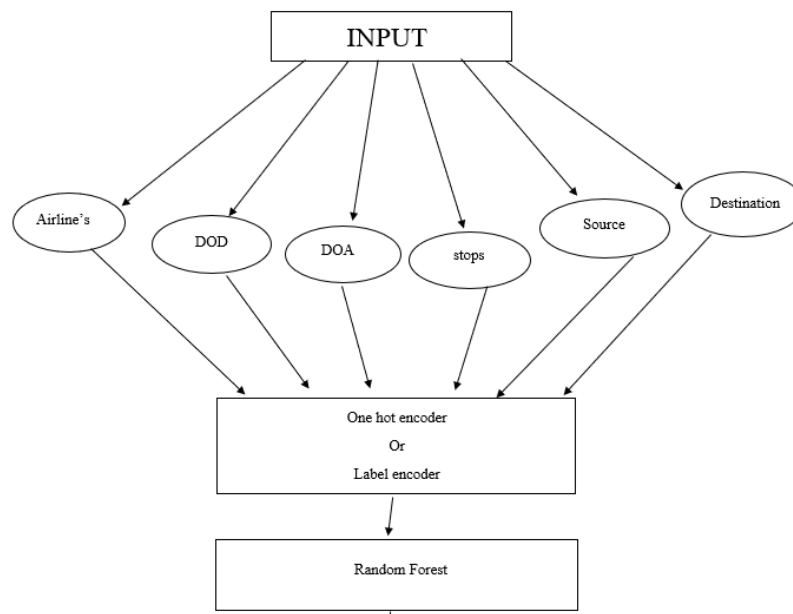 INPUT
Airline’s
DOD
DOA
stops
Source
Destination
One hot encoder
Or
Label encoder
Random Forest